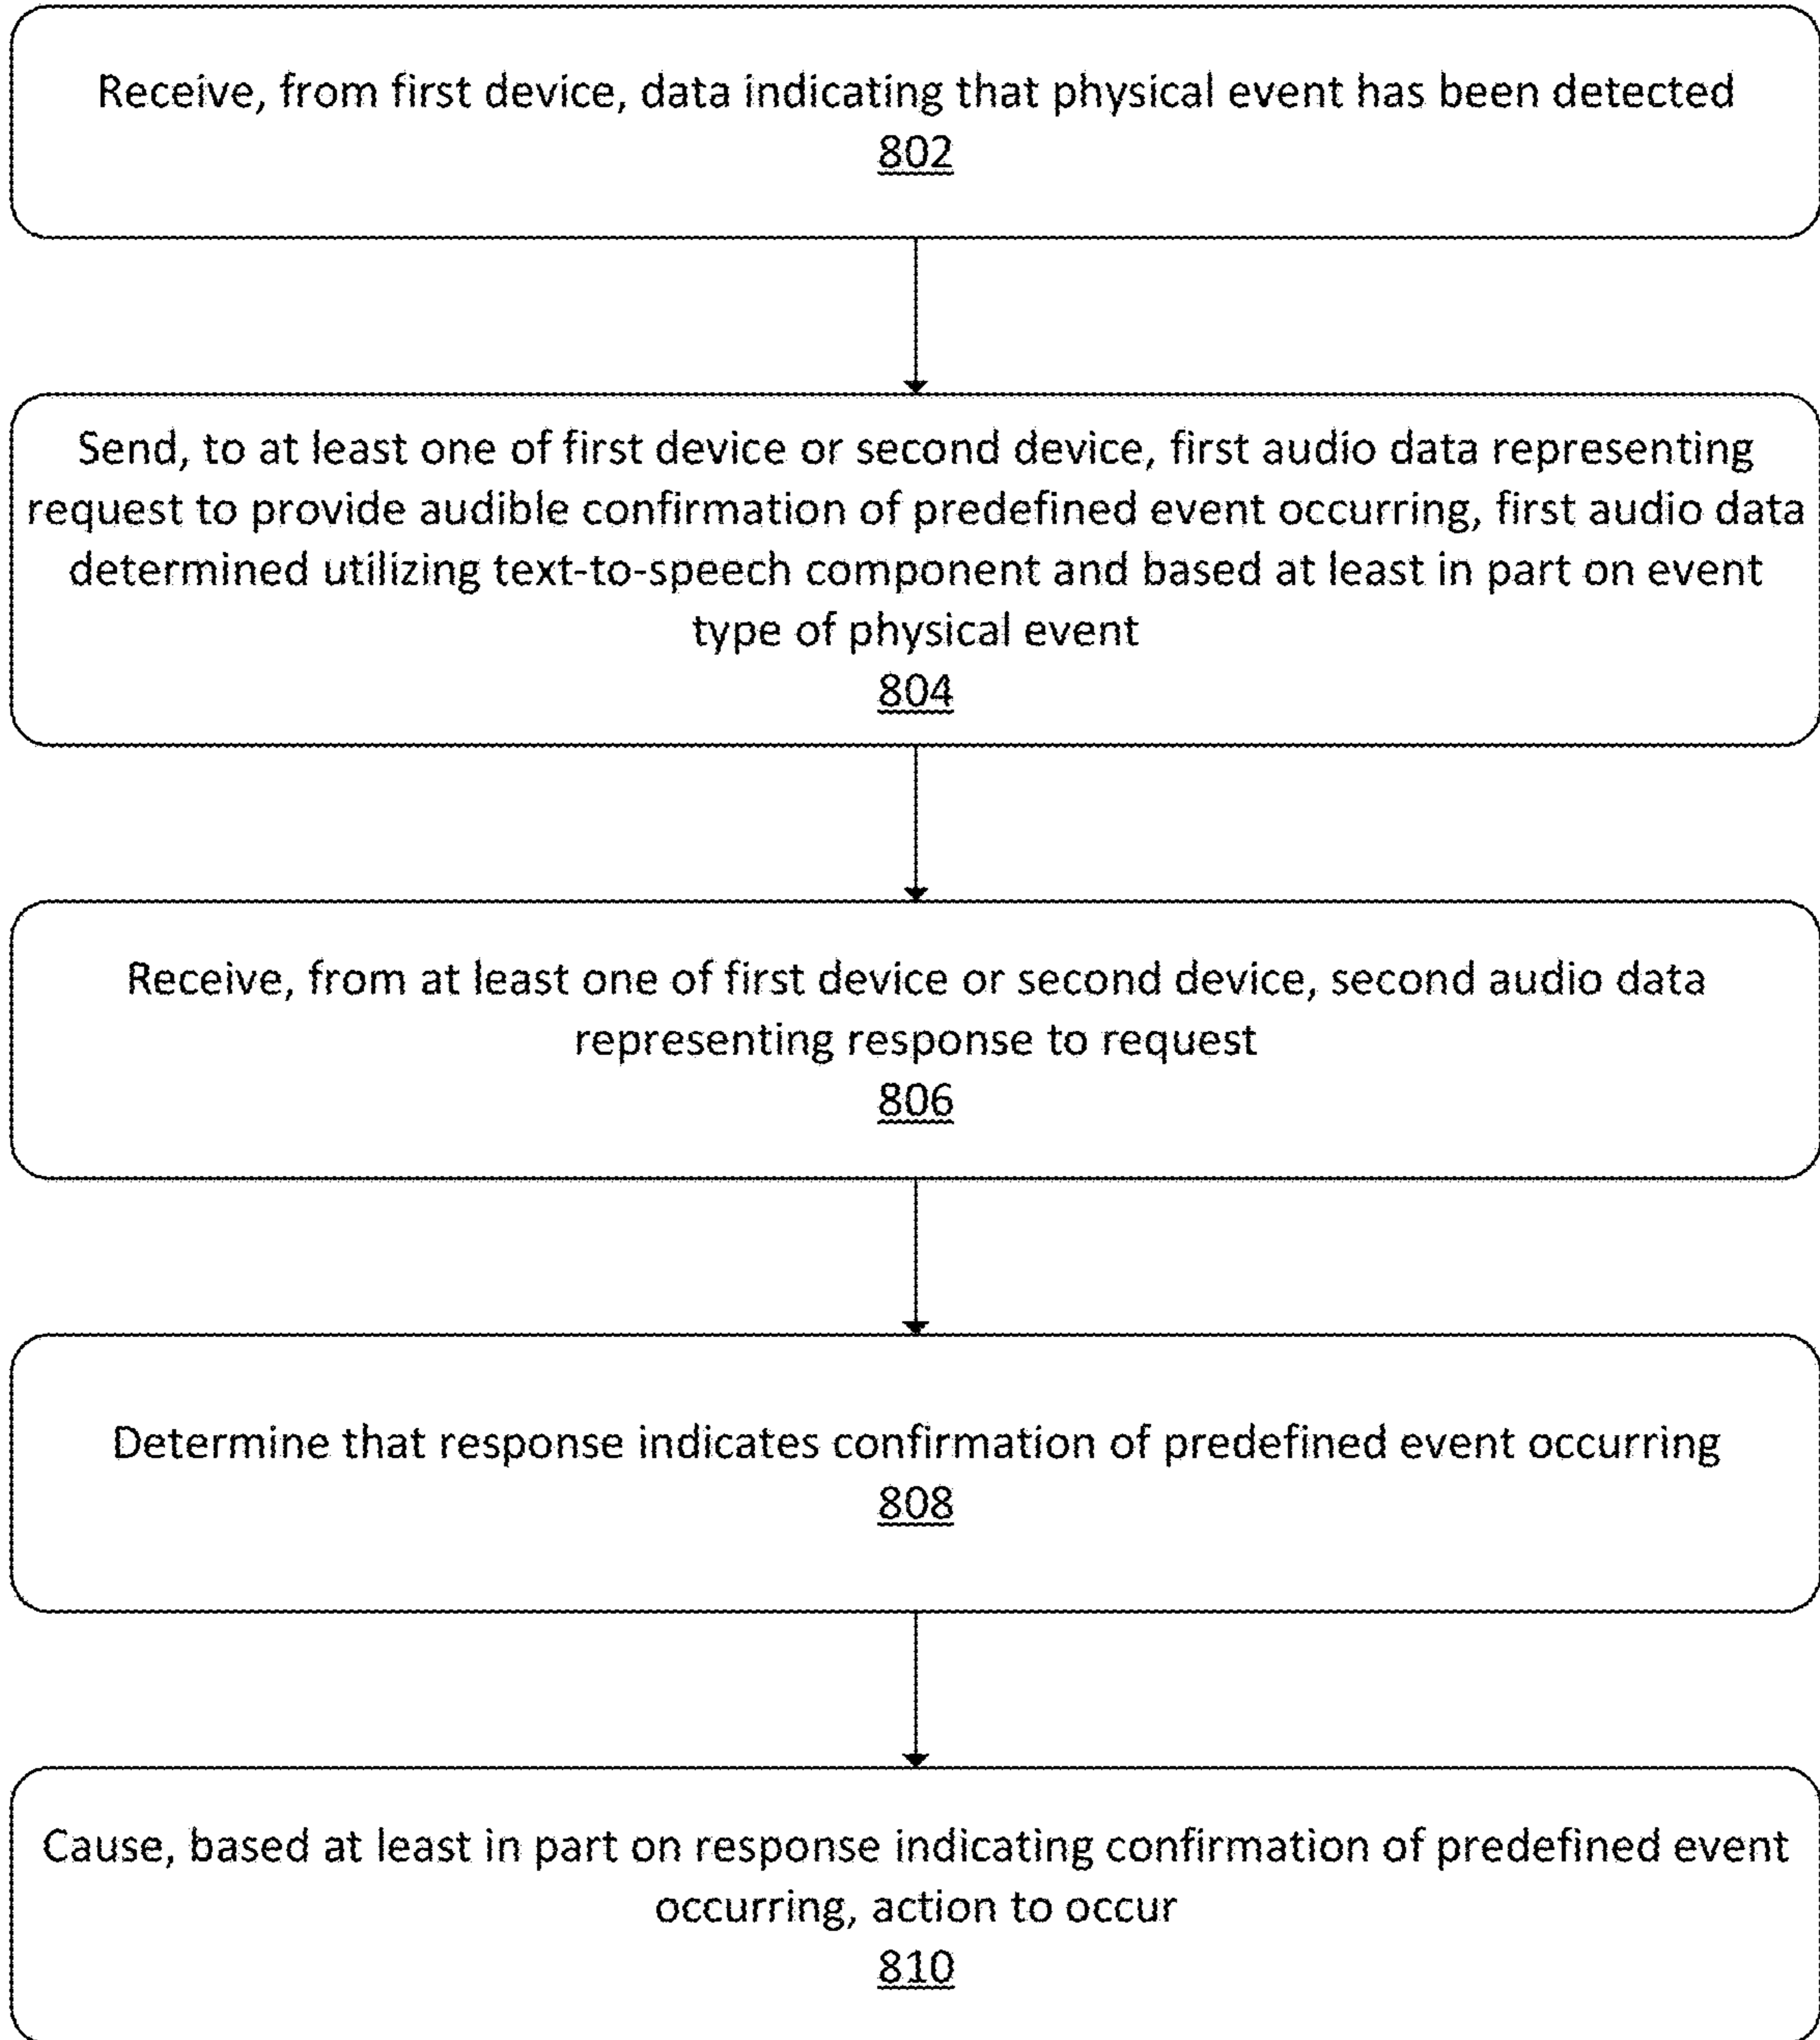 Receive, from first device, data indicating that physical event has been detected
802
Send, to at least one of first device or second device, first audio data representing
request to provide audible confirmation of predefined event occurring, first audio data
determined utilizing text-to-speech component and based at least in part on event
type of physical event
804
Receive, from at least one of first device or second device, second audio data
representing response to request
806
Determine that response indicates confirmation of predefined event occurring
808
Cause, based at least in part on response indicating confirmation of predefined event
occurring, action to occur
810